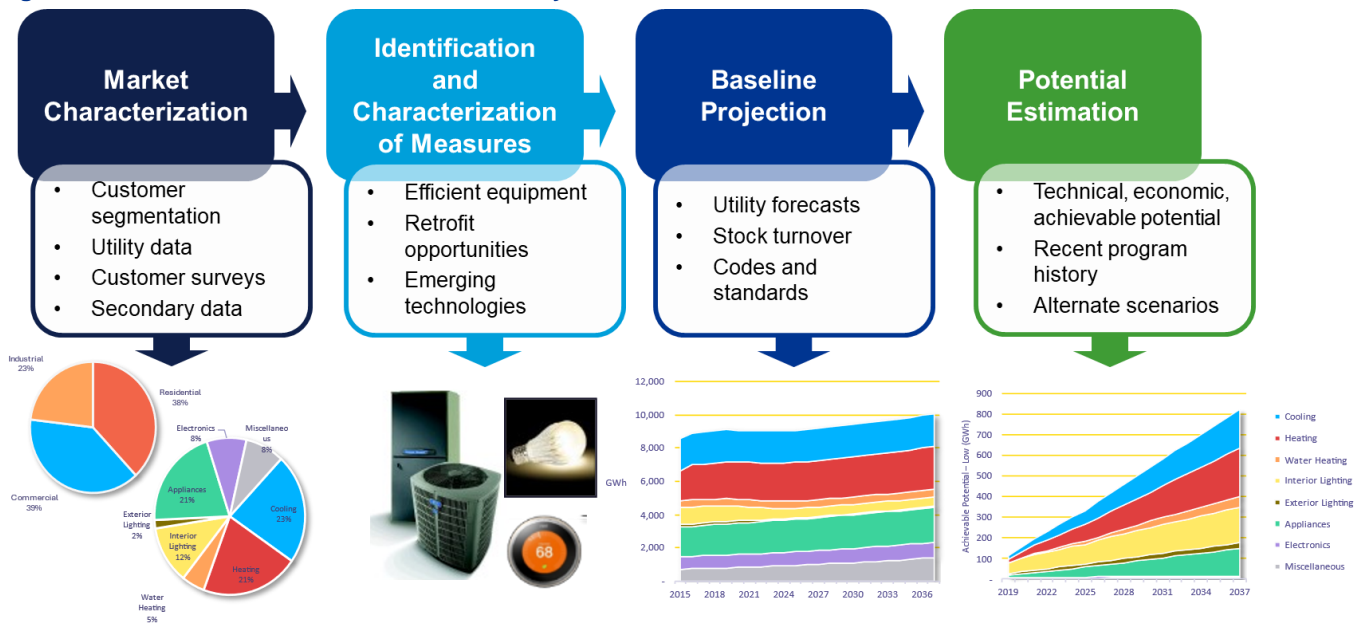 Market
Characterization
Identification
and
Characterization
of Measures
Baseline
Projection
Potential
Estimation
• Customer
segmentation
• Utility data
• Customer surveys
• Secondary data
• Efficient equipment
• Retrofit
opportunities
• Emerging
technologies
• Utility forecasts
• Stock turnover
• Codes and
standards
• Technical, economic,
achievable potential
• Recent program
history
• Alternate scenarios
Industrial
23%
Residential
38%
Commercial
39%
Electronics
8%
Miscellaneo
us
8%
Appliances
21%
Cooling
23%
Exterior
Lighting
2%
Interior
Lighting
12%
Heating
21%
Water
Heating
5%
68
GWh
12,000
10,000
8,000
6,000
4,000
2,000
-
2015 2018 2021 2024 2027 2030 2033 2036
Achievable Potential – Low (GWh)
900
800
700
600
500
400
300
200
100
-
2019 2022 2025 2028 2031 2034 2037
Cooling
Heating
Water Heating
Interior Lighting
Exterior Lighting
Appliances
Electronics
Miscellaneous